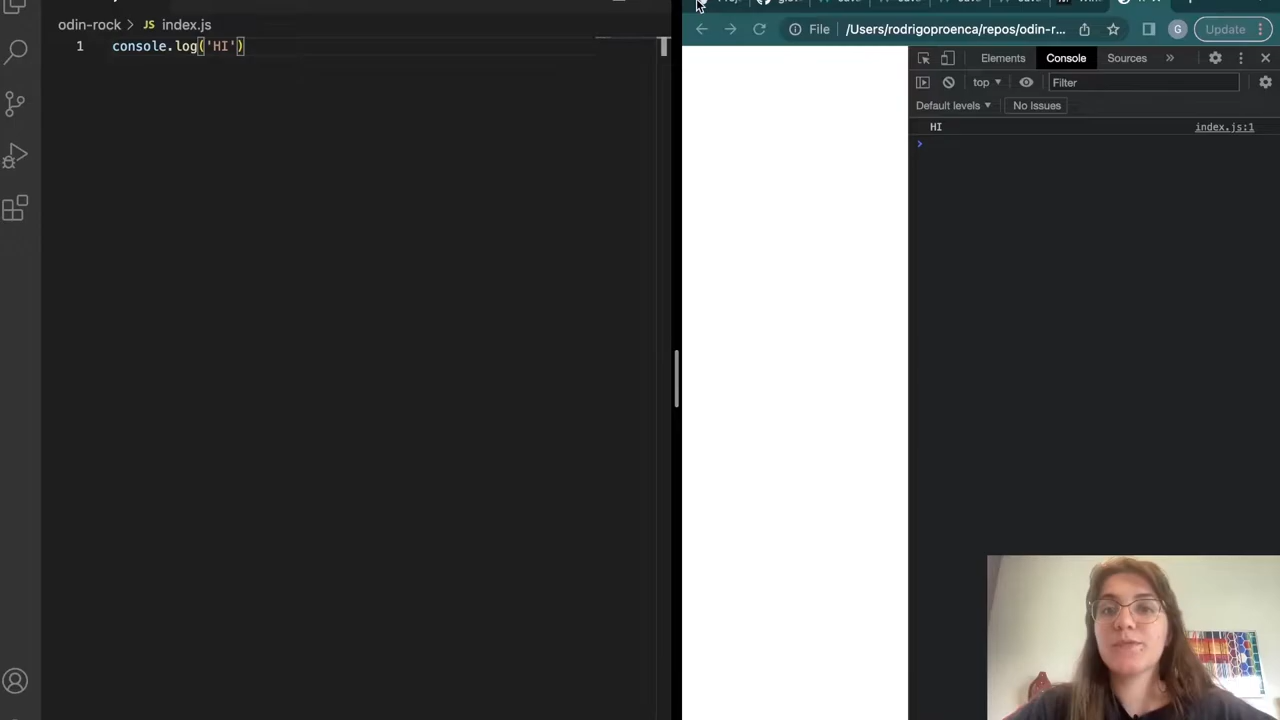 odin-rock > JS index.js
1 console.log('HI')
File /Users/rodrigoproenca/repos/odin-r...
G
Update
Elements Console Sources »
top
Filter
Default levels
No Issues
HI index.js:1